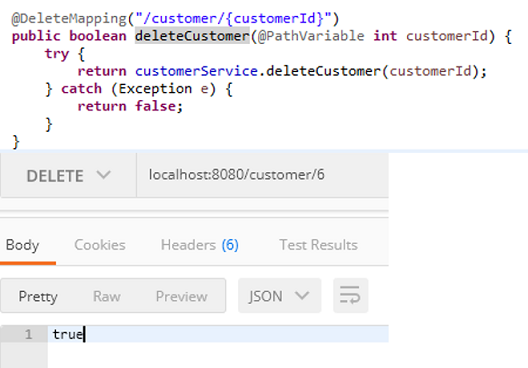 @DeleteMapping("/customer/{customerId}")
public boolean deleteCustomer(@PathVariable int customerId) {
try {
return customerService.deleteCustomer(customerId);
} catch (Exception e) {
return false;
}
}
DELETE localhost:8080/customer/6
Body Cookies Headers (6) Test Results
Pretty Raw Preview JSON
1 true